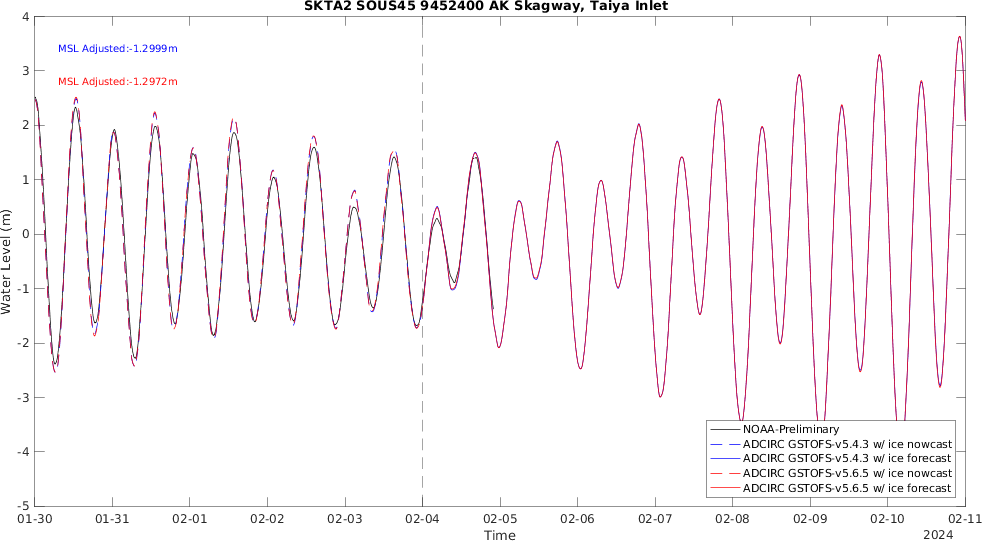 SKTA2 SOUS45 9452400 AK Skagway, Taiya Inlet
MSL Adjusted:-1.2999m
MSL Adjusted:-1.2972m
Water Level (m)
4
3
2
1
0
-1
-2
-3
-4
-5
NOAA-Preliminary
ADCIRC GSTOFS-v5.4.3 w/ ice nowcast
ADCIRC GSTOFS-v5.4.3 w/ ice forecast
ADCIRC GSTOFS-v5.6.5 w/ ice nowcast
ADCIRC GSTOFS-v5.6.5 w/ ice forecast
01-30 01-31 02-01 02-02 02-03 02-04 02-05 02-06 02-07 02-08 02-09 02-10 02-11
Time
2024